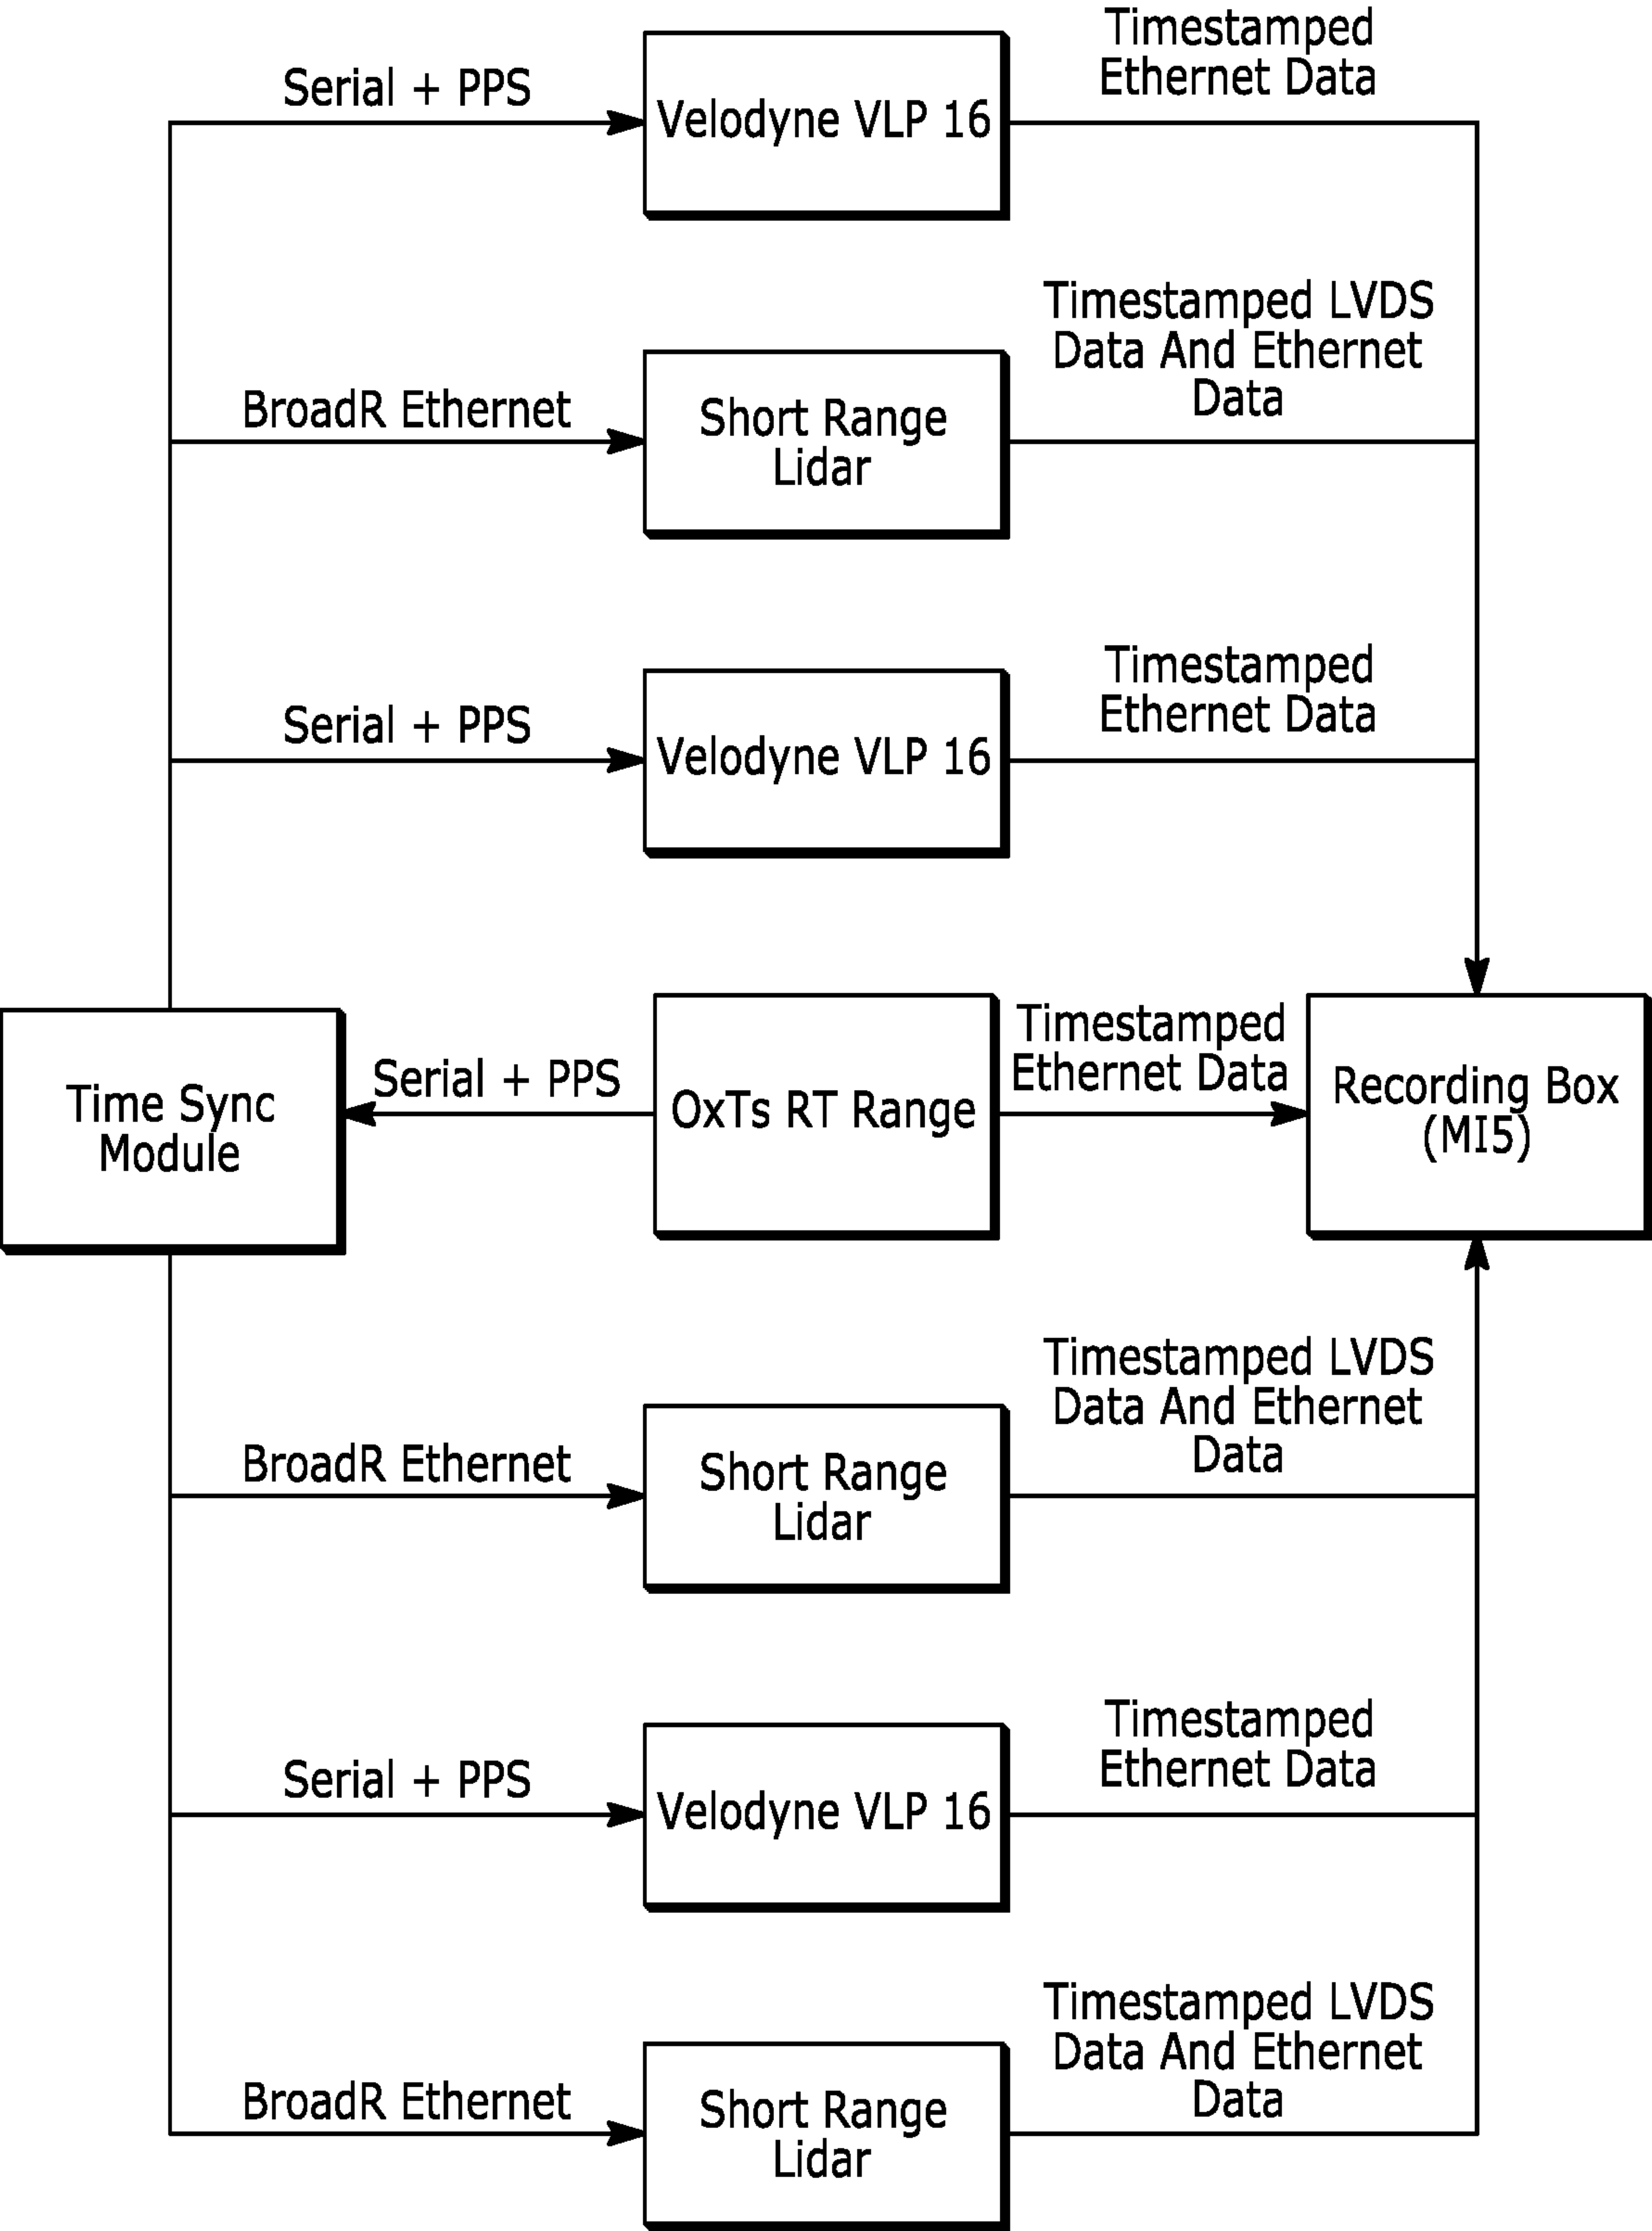 Timestamped
Ethernet Data
Serial + PPS
Velodyne VLP 16
Timestamped LVDS
Data And Ethernet
Data
BroadR Ethernet
Short Range
Lidar
Timestamped
Ethernet Data
Serial + PPS
Velodyne VLP 16
Time Sync
Module
Serial + PPS
OxTs RT Range
Timestamped
Ethernet Data
Recording Box
(MI5)
Timestamped LVDS
Data And Ethernet
Data
BroadR Ethernet
Short Range
Lidar
Timestamped
Ethernet Data
Serial + PPS
Velodyne VLP 16
Timestamped LVDS
Data And Ethernet
Data
BroadR Ethernet
Short Range
Lidar